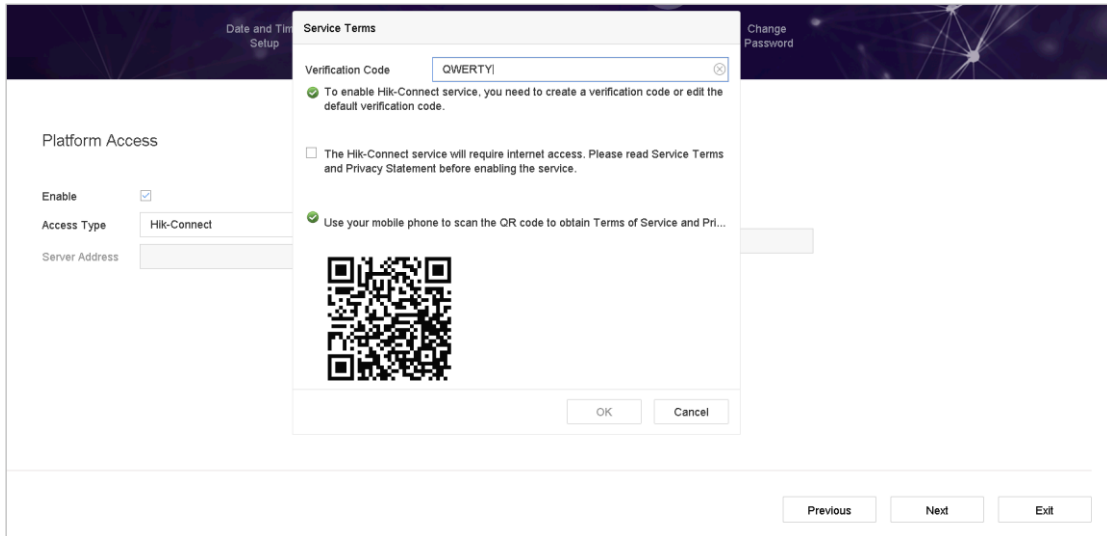 Date and Tim
Setup
Service Terms
Change
Password
Verification Code
QWERTY
To enable Hik-Connect service, you need to create a verification code or edit the
default verification code.
Platform Access
The Hik-Connect service will require internet access. Please read Service Terms
and Privacy Statement before enabling the service.
Enable
Access Type
Hik-Connect
Use your mobile phone to scan the QR code to obtain Terms of Service and Pri...
Server Address
OK
Cancel
Previous
Next
Exit